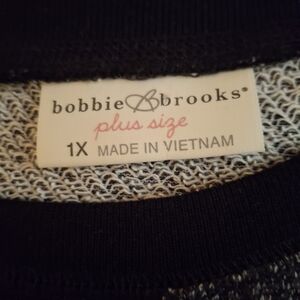 bobbie B brooks®
plus size
1X MADE IN VIETNAM